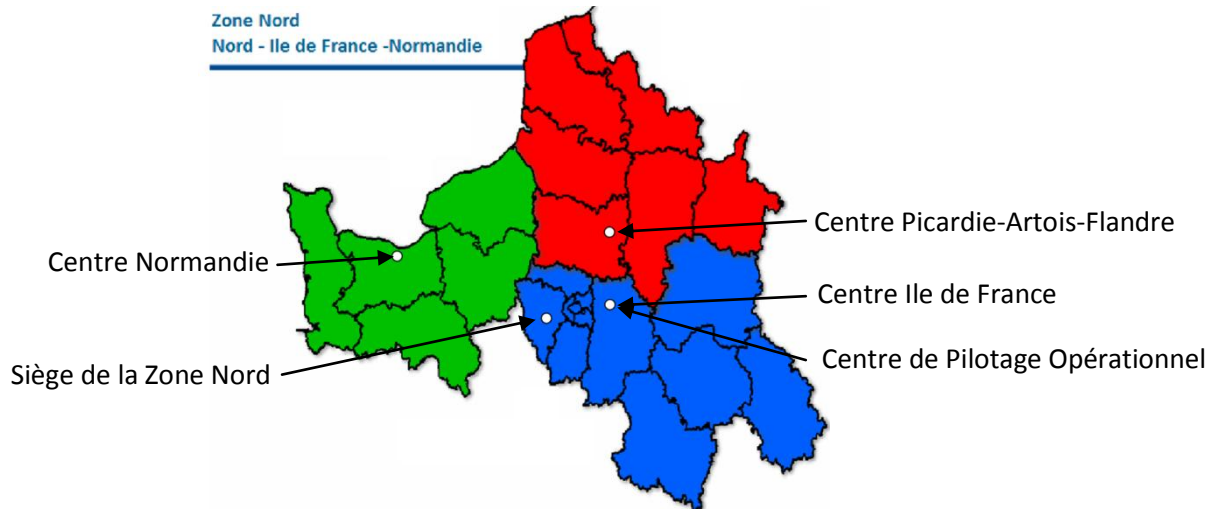 Zone Nord
Nord - Ile de France -Normandie
Centre Picardie-Artois-Flandre
Centre Normandie
Centre Ile de France
Centre de Pilotage Opérationnel
Siège de la Zone Nord